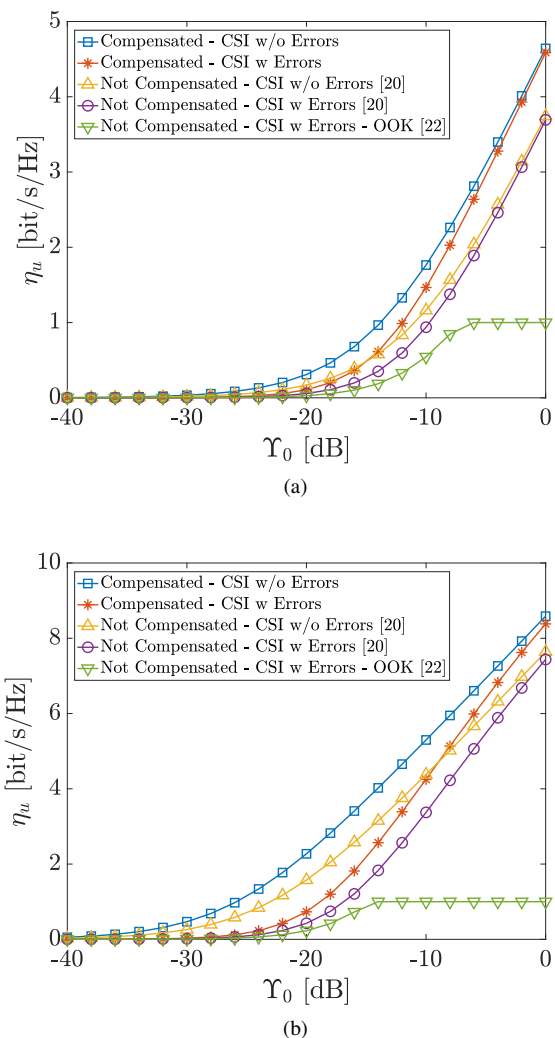 5
Compensated - CSI w/o Errors
Compensated - CSI w Errors
Not Compensated - CSI w/o Errors [20]
Not Compensated - CSI w Errors [20]
Not Compensated - CSI w Errors - OOK [22]
4
3
2
1
0
η_u [bit/s/Hz]
-40 -30 -20 -10 0
ϒ_0 [dB]
(a)
10
Compensated - CSI w/o Errors
Compensated - CSI w Errors
Not Compensated - CSI w/o Errors [20]
Not Compensated - CSI w Errors [20]
Not Compensated - CSI w Errors - OOK [22]
8
6
4
2
0
η_u [bit/s/Hz]
-40 -30 -20 -10 0
ϒ_0 [dB]
(b)